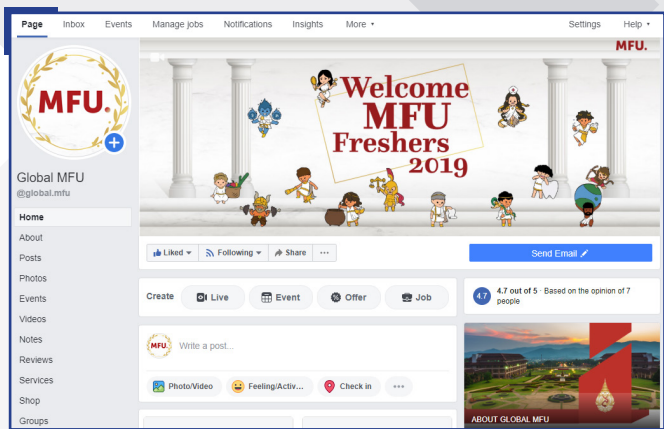 Page Inbox Events Manage jobs Notifications Insights More Settings Help
MFU.
MFU.
Welcome
MFU
Freshers
2019
Global MFU
@global.mfu
Home
About
Posts
Photos
Events
Videos
Notes
Reviews
Services
Shop
Groups
Liked Following Share ...
Send Email
Create Live Event Offer Job
4.7
4.7 out of 5 · Based on the opinion of 7
people
MFU.
Write a post...
Photo/Video Feeling/Activ... Check in ...
ABOUT GLOBAL MFU